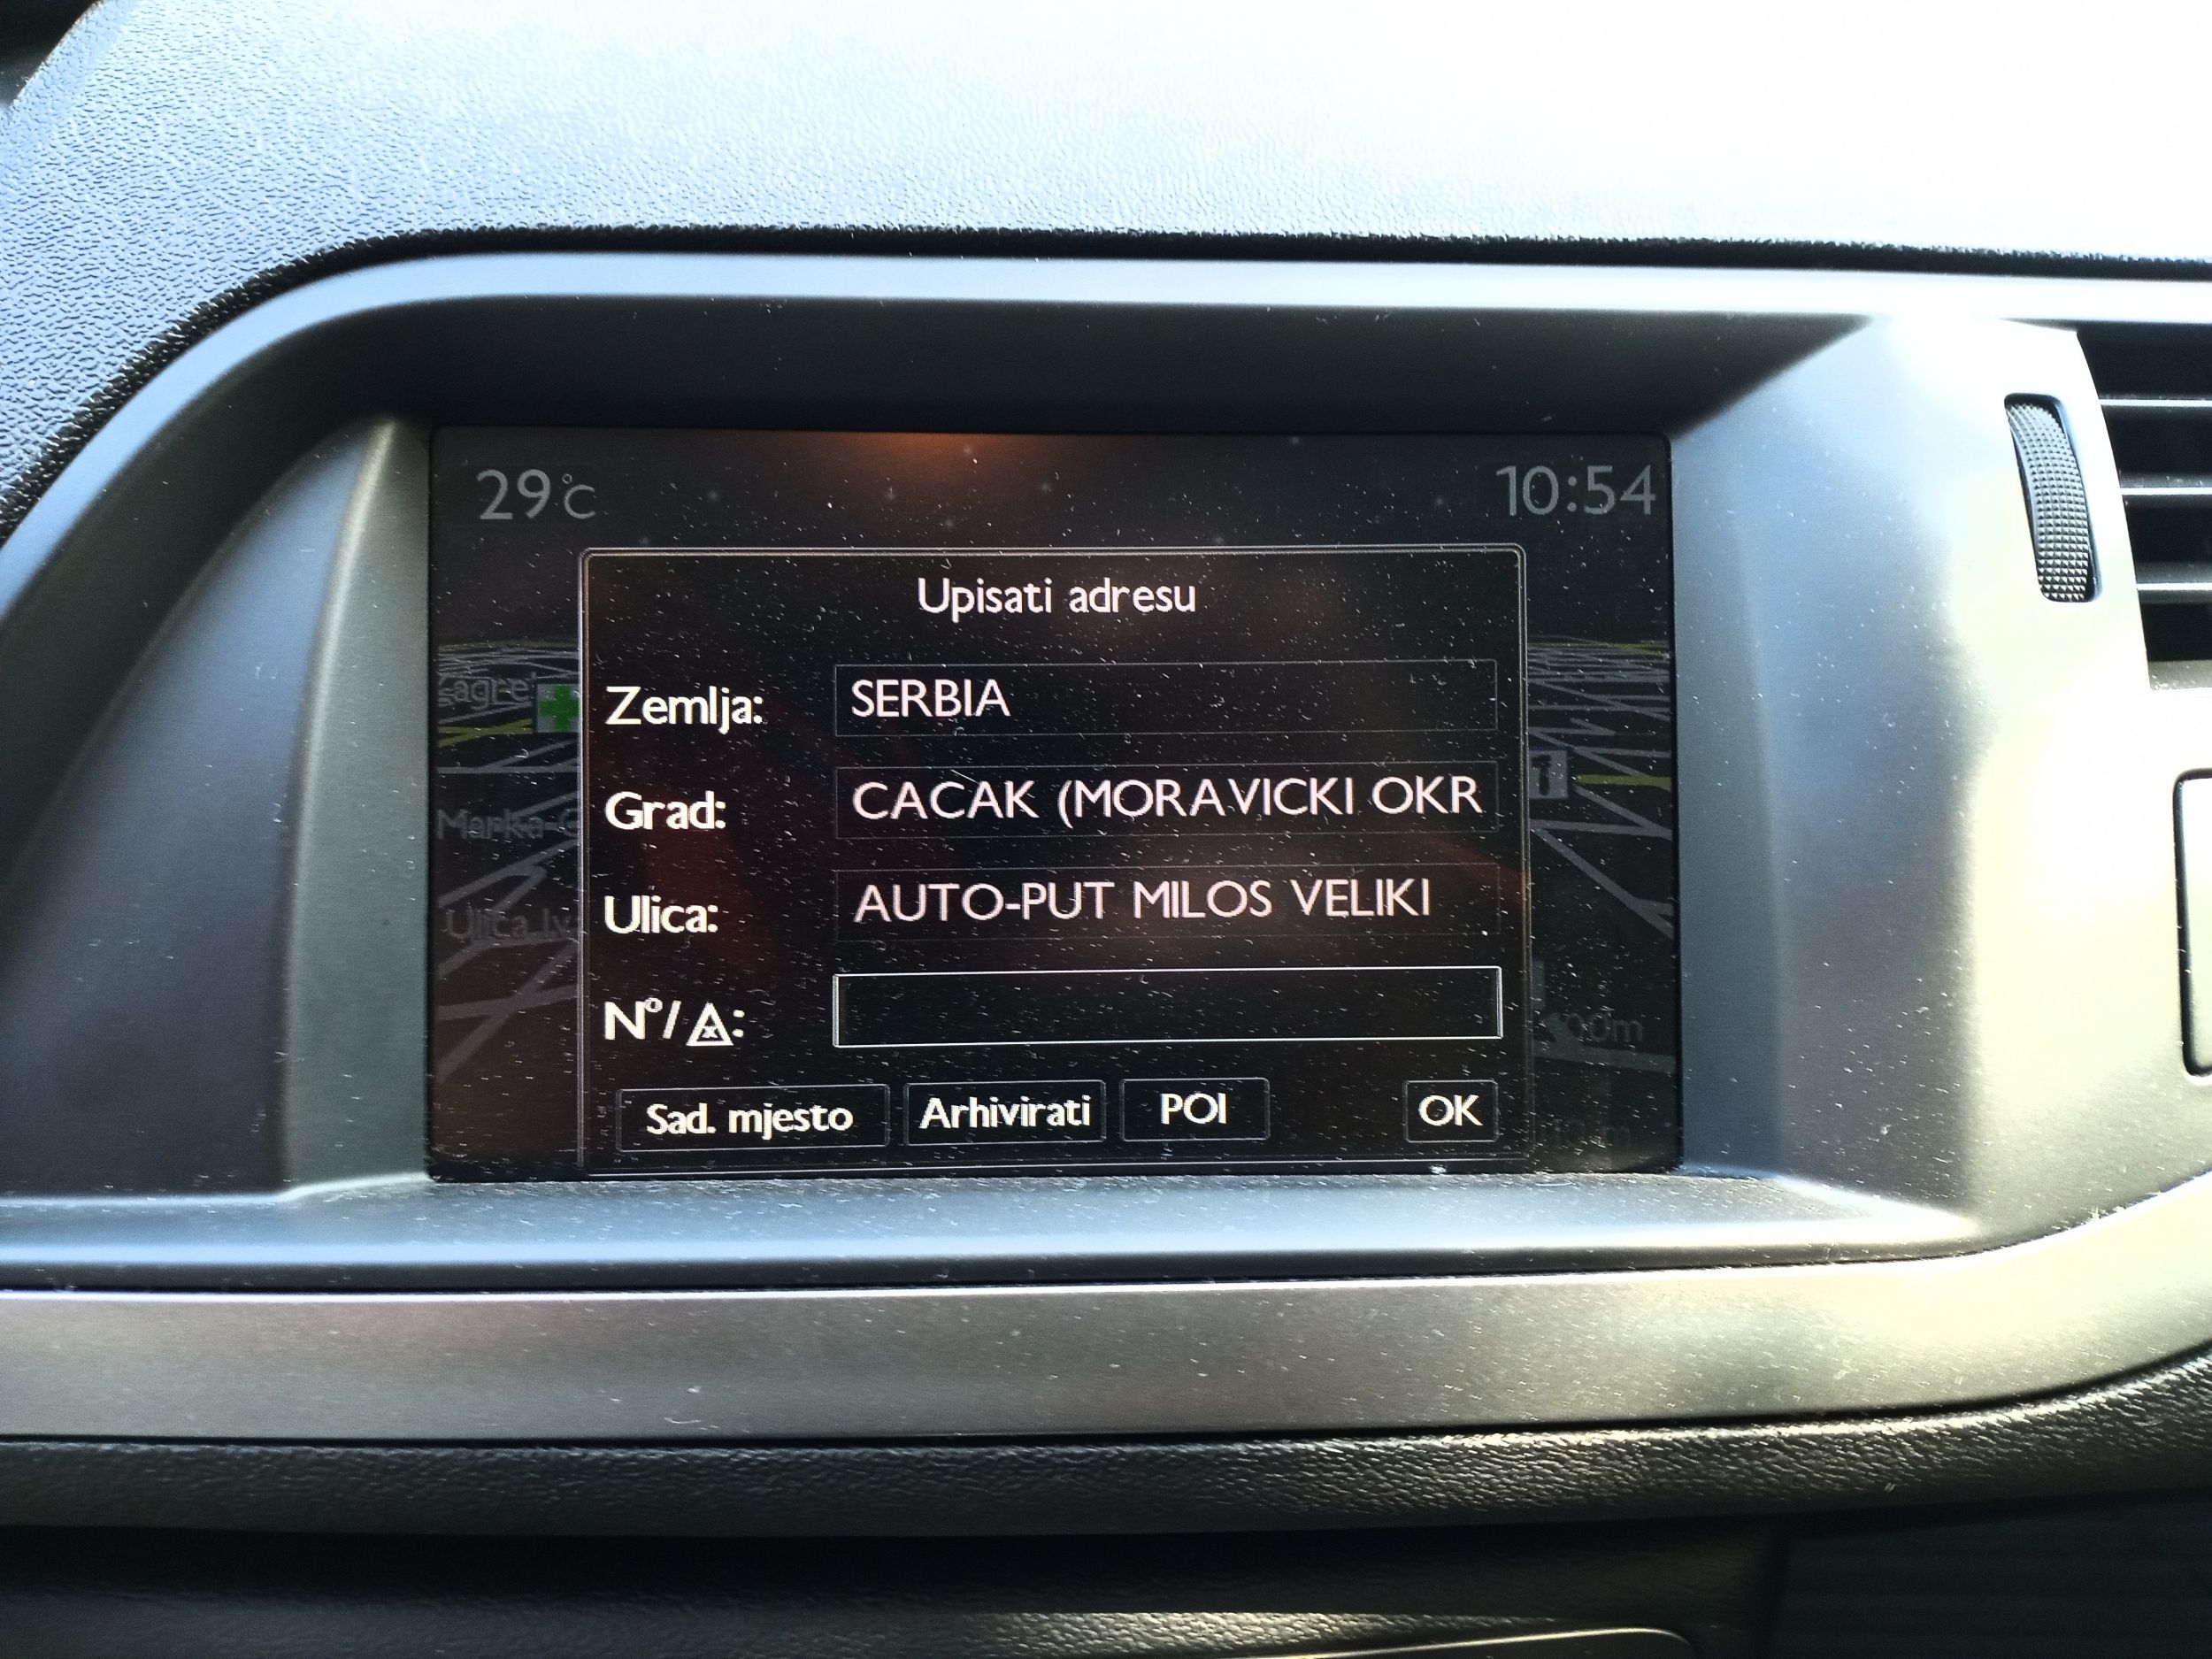 29°C
10:54
Upisati adresu
Zemlja: SERBIA
Grad: CACAK (MORAVICKI OKR
Ulica: AUTO-PUT MILOS VELIKI
N°/
Sad. mjesto Arhivirati POI OK